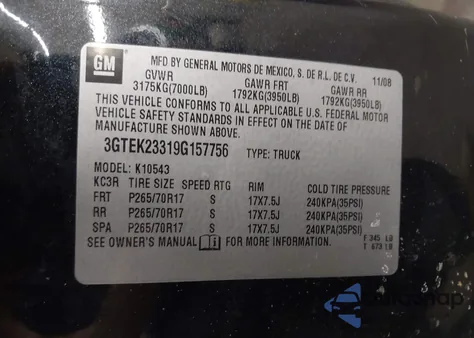 GM
MFD BY GENERAL MOTORS DE MEXICO, S. DE R.L. DE C.V. 11/08
GVWR GAWR FRT GAWR RR
3175KG(7000LB) 1792KG(3950LB) 1792KG(3950LB)
THIS VEHICLE CONFORMS TO ALL APPLICABLE U.S. FEDERAL MOTOR
VEHICLE SAFETY STANDARDS IN EFFECT ON THE DATE OF
MANUFACTURE SHOWN ABOVE.
3GTEK23319G157756 TYPE: TRUCK
MODEL: K10543
KC3R TIRE SIZE SPEED RTG RIM COLD TIRE PRESSURE
FRT P265/70R17 S 17X7.5J 240KPA(35PSI)
RR P265/70R17 S 17X7.5J 240KPA(35PSI)
SPA P265/70R17 S 17X7.5J 240KPA(35PSI)
SEE OWNER'S MANUAL FOR MORE INFORMATION.
F 345 LB
T 673 LB